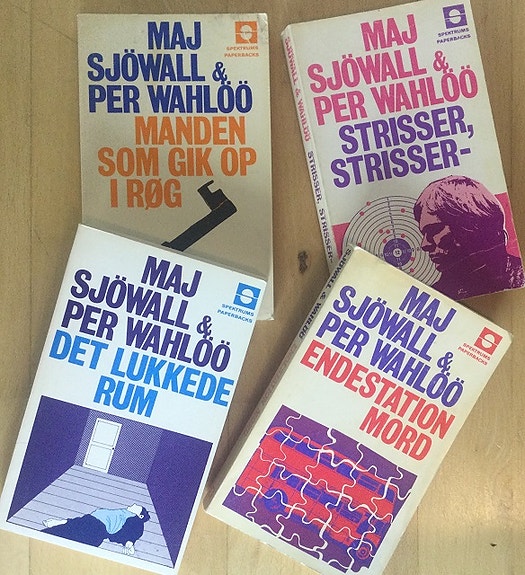 MAJ
SJÖWALL &
PER WAHLÖÖ
MANDEN
SOM GIK OP
I RØG
SPEKTRUMS
PAPERBACKS
MAJ
SJÖWALL &
PER WAHLÖÖ
STRISSER,
STRISSER-
SPEKTRUMS
PAPERBACKS
SJÖWALL & WAHLÖÖ STRISSER, STRISSER-
MAJ
SJÖWALL &
PER WAHLÖÖ
DET LUKKEDE
RUM
SPEKTRUMS
PAPERBACKS
MAJ
SJÖWALL &
PER WAHLÖÖ
ENDESTATION
MORD
SPEKTRUMS
PAPERBACKS
SJÖWALL & WAHLÖÖ